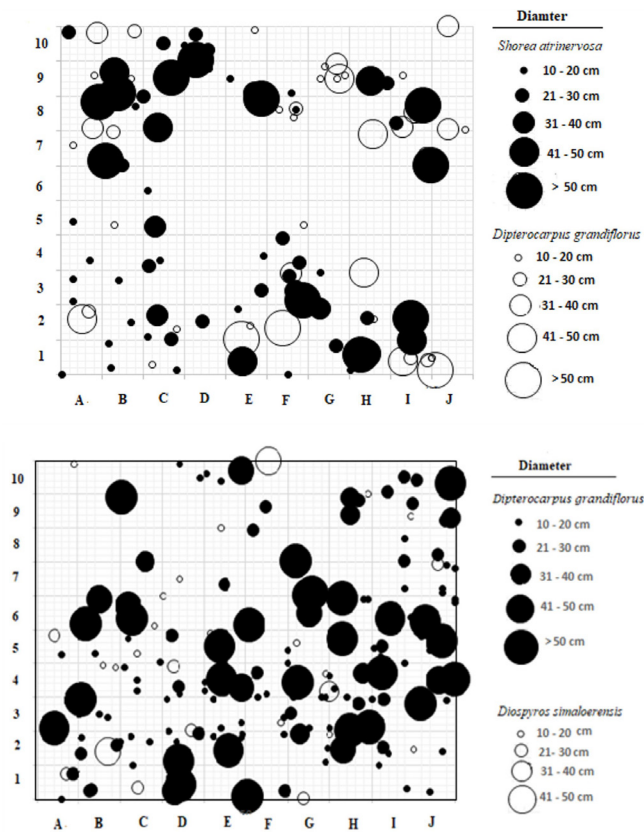 Diamter
Shorea atrinervosa
10 - 20 cm
21 - 30 cm
31 - 40 cm
41 - 50 cm
> 50 cm
Dipterocarpus grandiflorus
10 - 20 cm
21 - 30 cm
31 - 40 cm
41 - 50 cm
>50 cm
10
9
8
7
6
5
4
3
2
1
A B C D E F G H I J
Diameter
Dipterocarpus grandiflorus
10 - 20 cm
21 - 30 cm
31 - 40 cm
41 - 50 cm
>50 cm
Diospyros simaloerensis
10 - 20 cm
21- 30 cm
31 - 40 cm
41 - 50 cm
10
9
8
7
6
5
4
3
2
1
A B C D E F G H I J